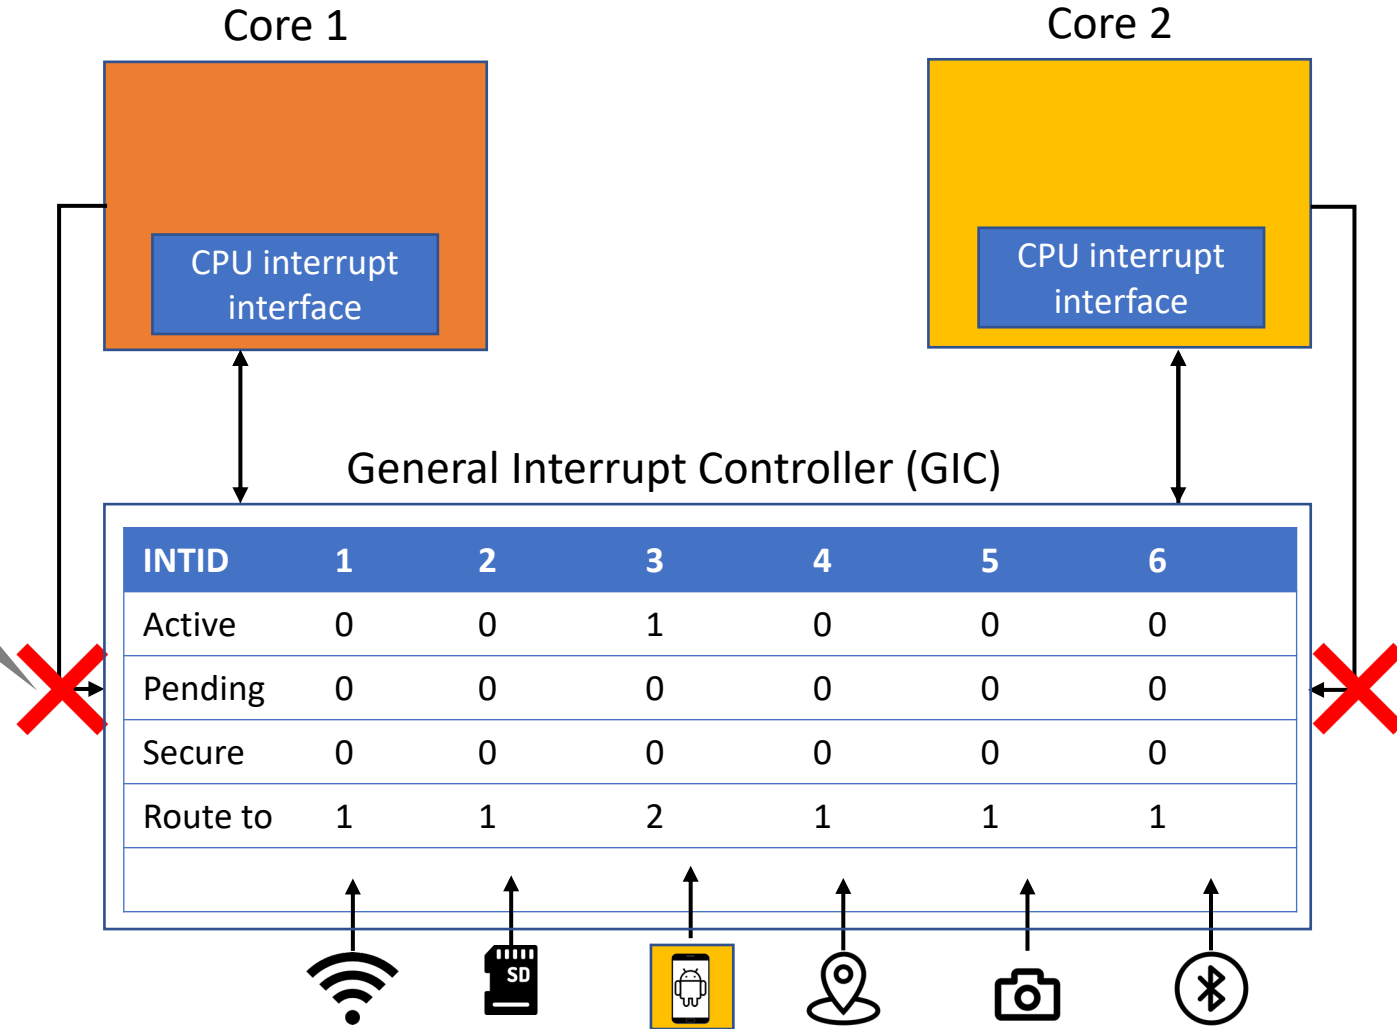 Core 1
Core 2
CPU interrupt
interface
CPU interrupt
interface
General Interrupt Controller (GIC)
INTID 1 2 3 4 5 6
Active 0 0 1 0 0 0
Pending 0 0 0 0 0 0
Secure 0 0 0 0 0 0
Route to 1 1 2 1 1 1
SD